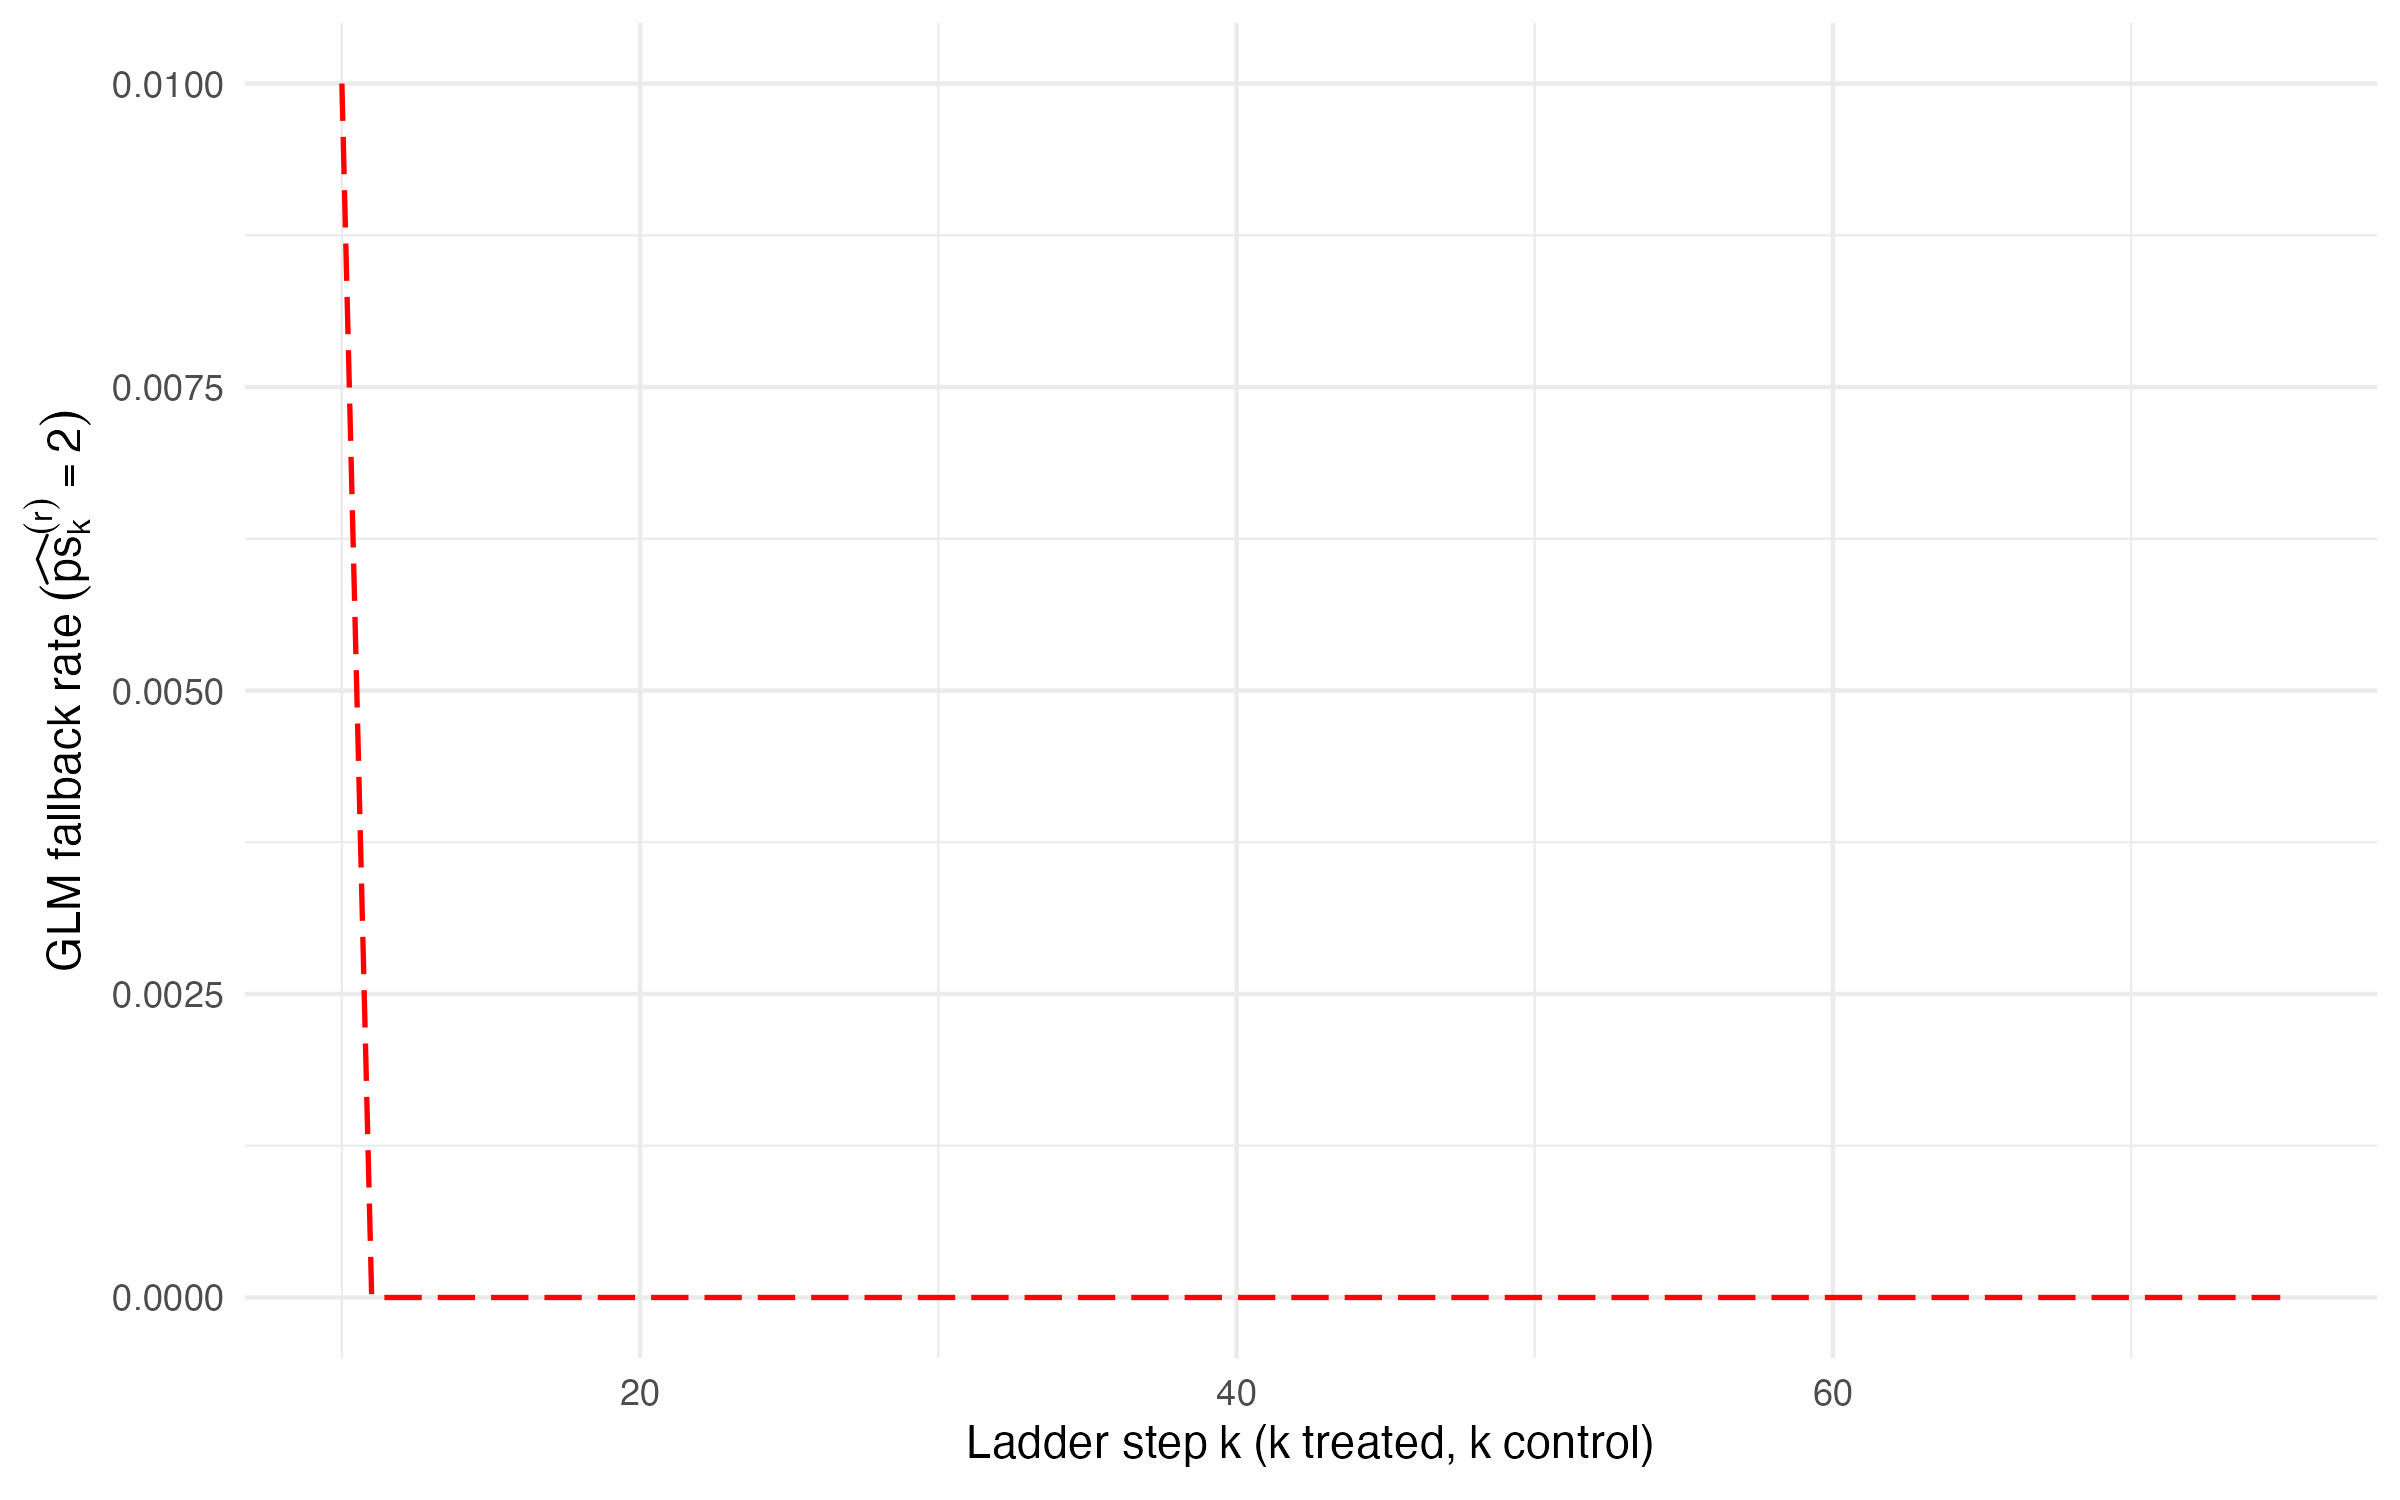 GLM fallback rate (p̂s_k^(r) = 2)
0.0100
0.0075
0.0050
0.0025
0.0000
20 40 60
Ladder step k (k treated, k control)